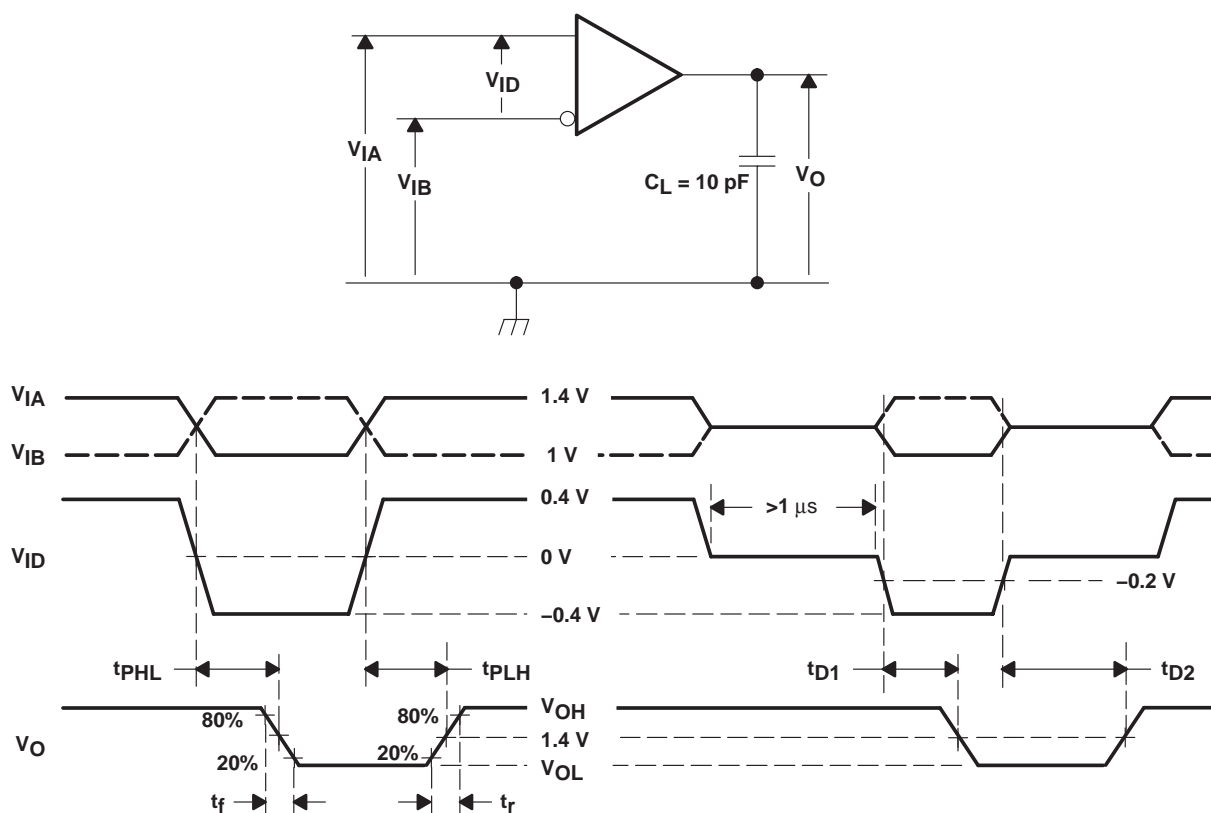 VID
VIA
VIB
CL = 10 pF
VO
VIA
1.4 V
VIB
1 V
0.4 V
>1 μs
VID
0 V
–0.2 V
–0.4 V
tPHL
tPLH
tD1
tD2
VOH
80%
80%
VO
1.4 V
20%
20%
VOL
tf
tr